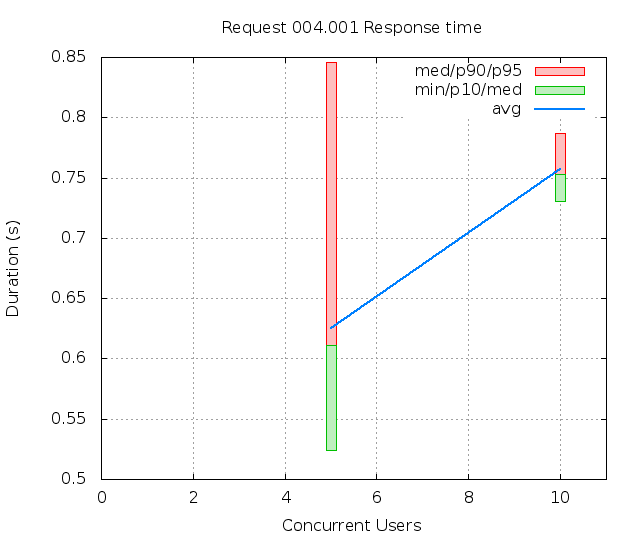 Request 004.001 Response time
med/p90/p95
min/p10/med
avg
0.85
0.8
0.75
0.7
0.65
0.6
0.55
0.5
Duration (s)
0 2 4 6 8 10
Concurrent Users